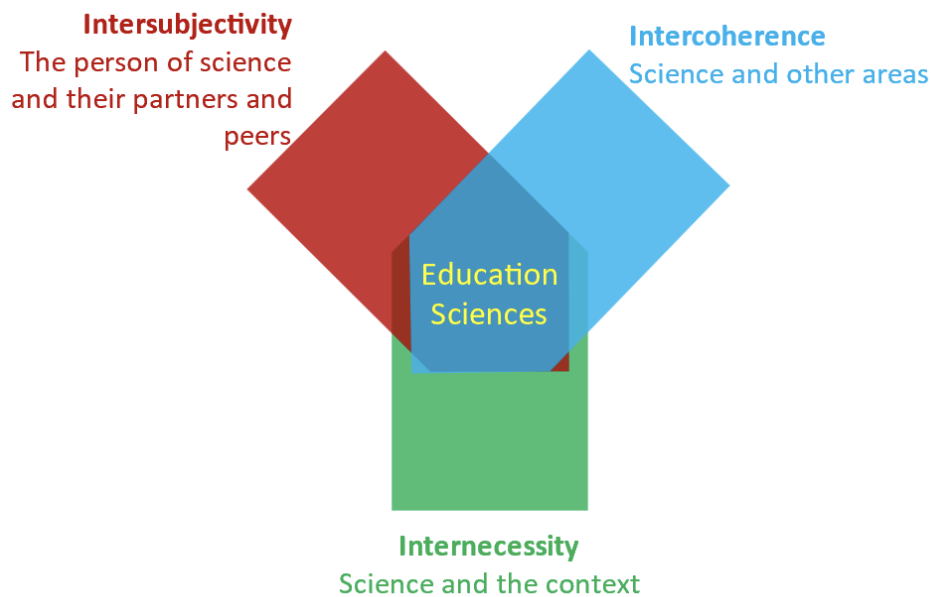 Intersubjectivity
The person of science
and their partners and
peers
Intercoherence
Science and other areas
Education
Sciences
Internecessity
Science and the context